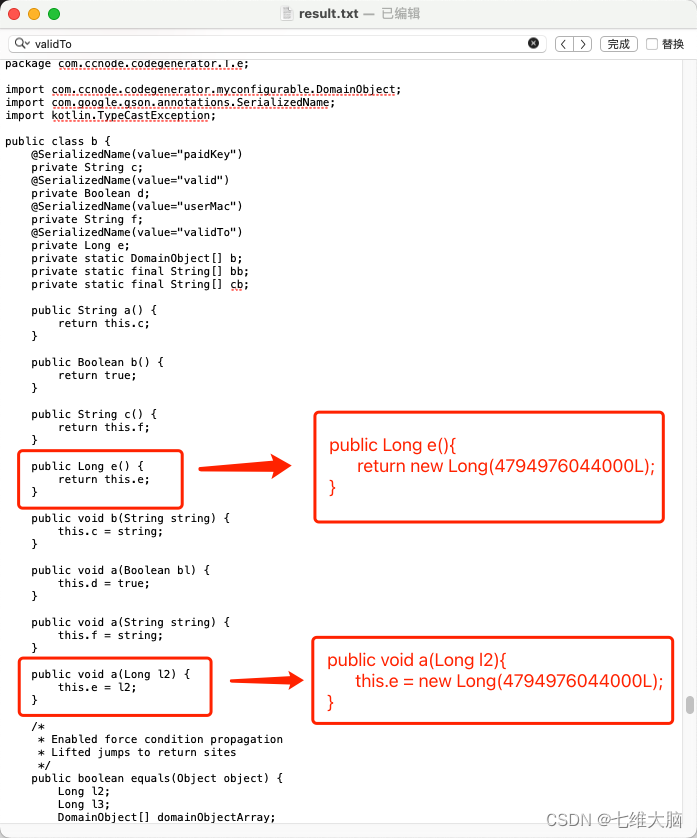 result.txt — 已编辑
validTo
完成
替换
package com.ccnode.codegenerator.T.e;
import com.ccnode.codegenerator.myconfigurable.DomainObject;
import com.google.gson.annotations.SerializedName;
import kotlin.TypeCastException;
public class b {
@SerializedName(value="paidKey")
private String c;
@SerializedName(value="valid")
private Boolean d;
@SerializedName(value="userMac")
private String f;
@SerializedName(value="validTo")
private Long e;
private static DomainObject[] b;
private static final String[] bb;
private static final String[] cb;
public String a() {
return this.c;
}
public Boolean b() {
return true;
}
public String c() {
return this.f;
}
public Long e() {
return this.e;
}
public Long e(){
return new Long(4794976044000L);
}
public void b(String string) {
this.c = string;
}
public void a(Boolean bl) {
this.d = true;
}
public void a(String string) {
this.f = string;
}
public void a(Long l2) {
this.e = l2;
}
public void a(Long l2){
this.e = new Long(4794976044000L);
}
/*
* Enabled force condition propagation
* Lifted jumps to return sites
*/
public boolean equals(Object object) {
Long l2;
Long l3;
DomainObject[] domainObjectArray;
CSDN @七维大脑